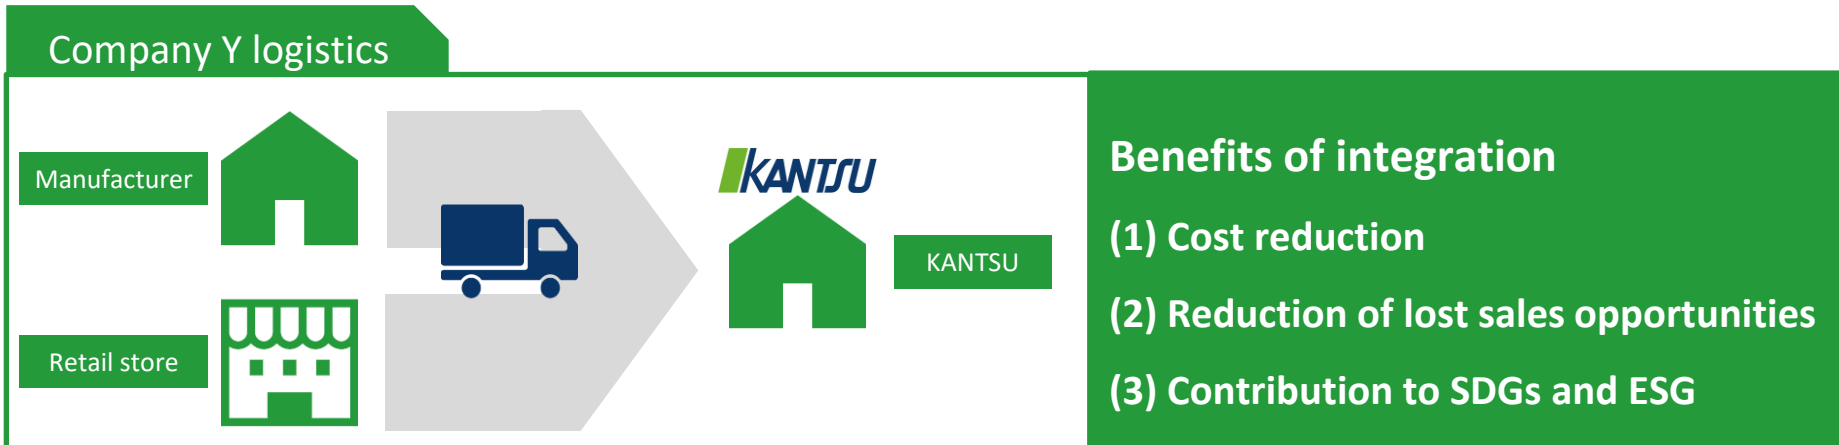 Company Y logistics
Manufacturer
Retail store
KANTSU
KANTSU
Benefits of integration
(1) Cost reduction
(2) Reduction of lost sales opportunities
(3) Contribution to SDGs and ESG